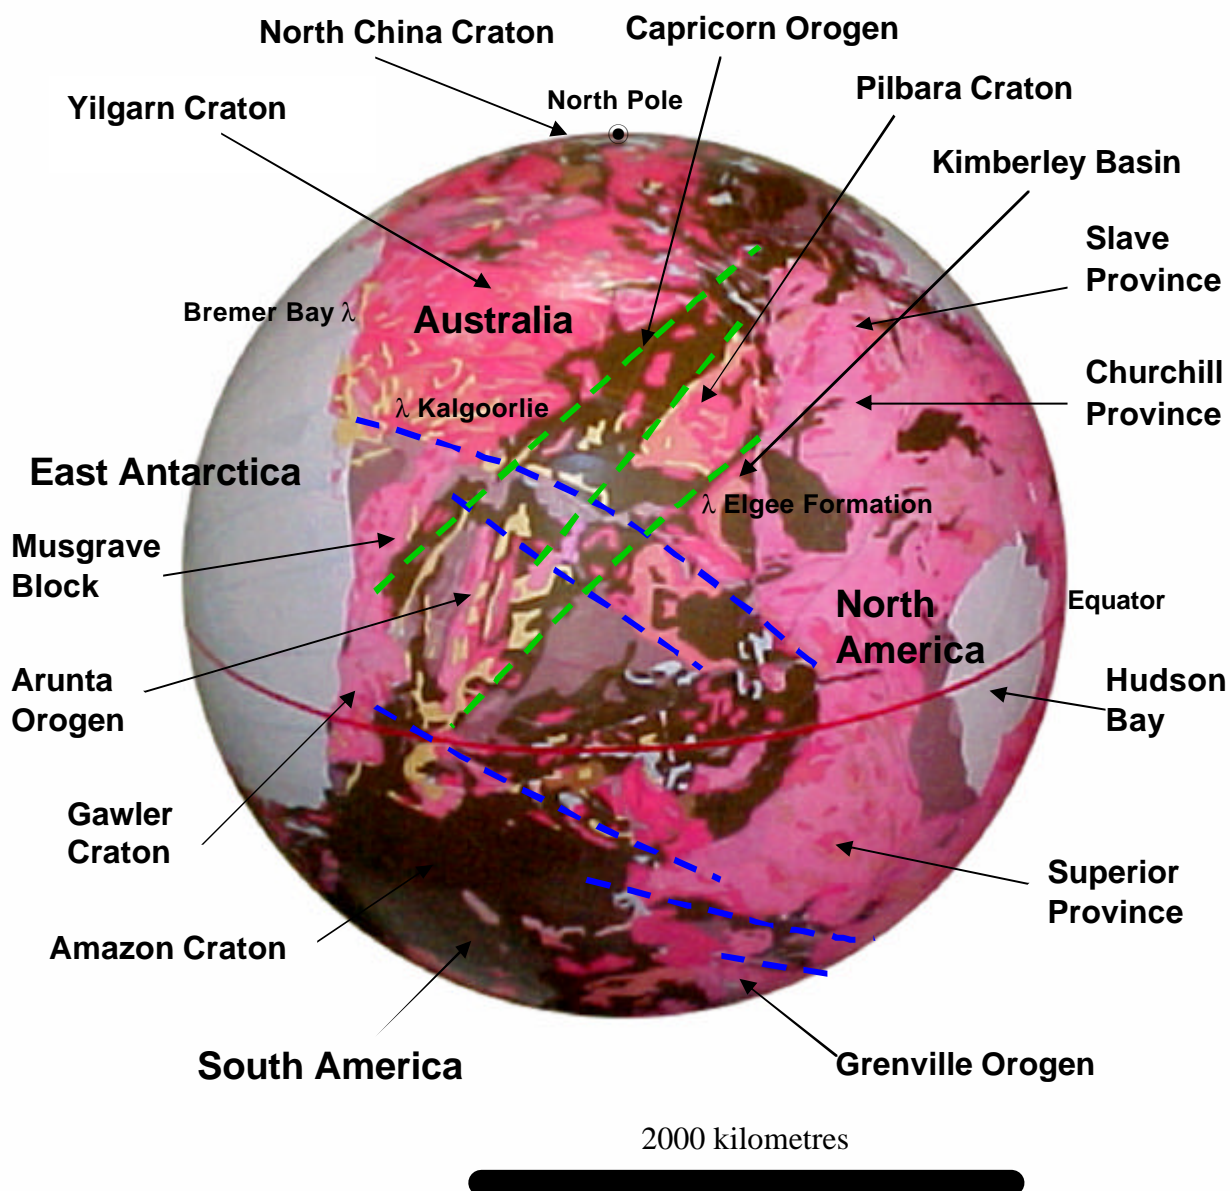 North China Craton
Capricorn Orogen
Yilgarn Craton
North Pole
Pilbara Craton
Kimberley Basin
Slave
Province
Bremer Bay λ
Australia
Churchill
Province
λ Kalgoorlie
East Antarctica
λ Elgee Formation
Musgrave
Block
North
America
Equator
Arunta
Orogen
Hudson
Bay
Gawler
Craton
Superior
Province
Amazon Craton
South America
Grenville Orogen
2000 kilometres